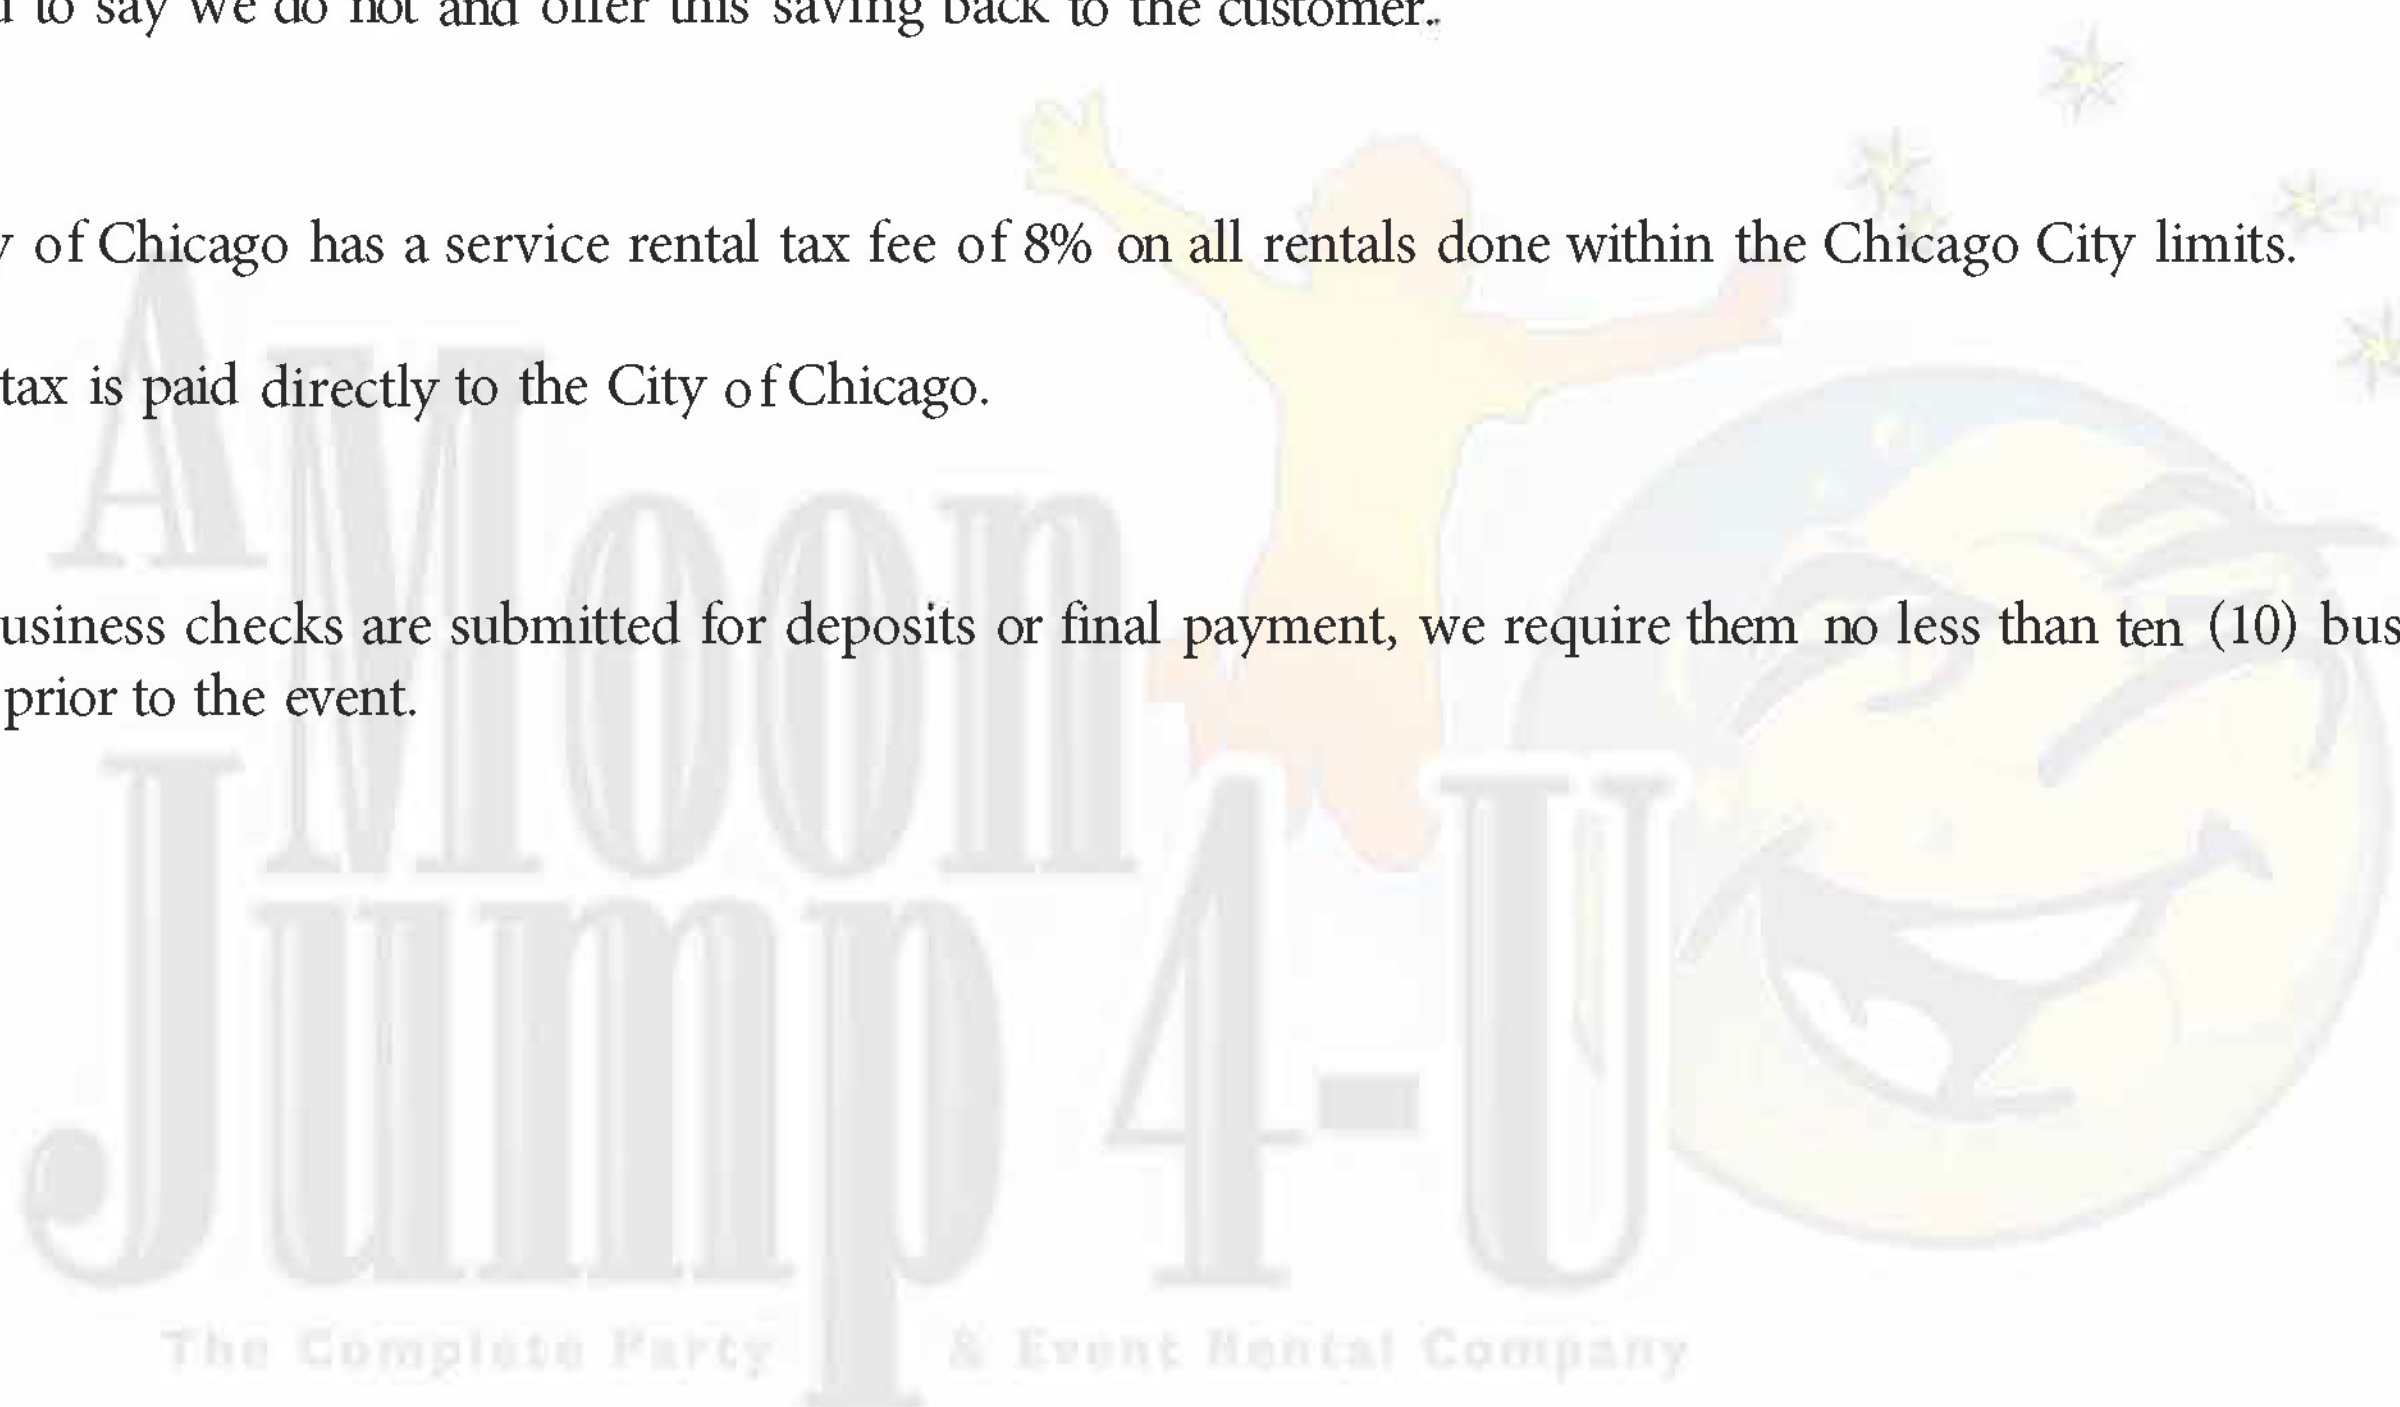 to say we do not and offer this saving back to the customer.
of Chicago has a service rental tax fee of 8% on all rentals done within the Chicago City limits.
tax is paid directly to the City of Chicago.
usiness checks are submitted for deposits or final payment, we require them no less than ten (10) bus
prior to the event.
A Moon
Jump 4-U
The Complete Party & Event Rental Company